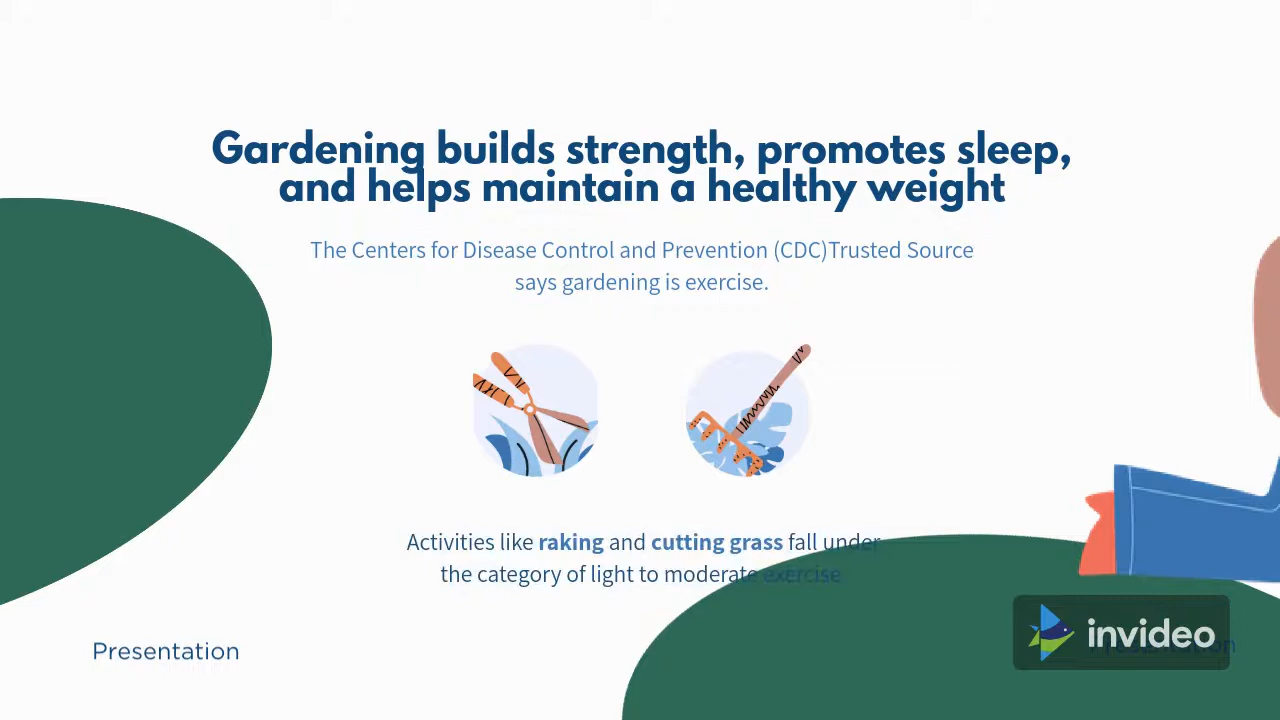 Gardening builds strength, promotes sleep,
and helps maintain a healthy weight
The Centers for Disease Control and Prevention (CDC)Trusted Source
says gardening is exercise.
Activities like raking and cutting grass fall under
the category of light to moderate exercise
Presentation
invideo